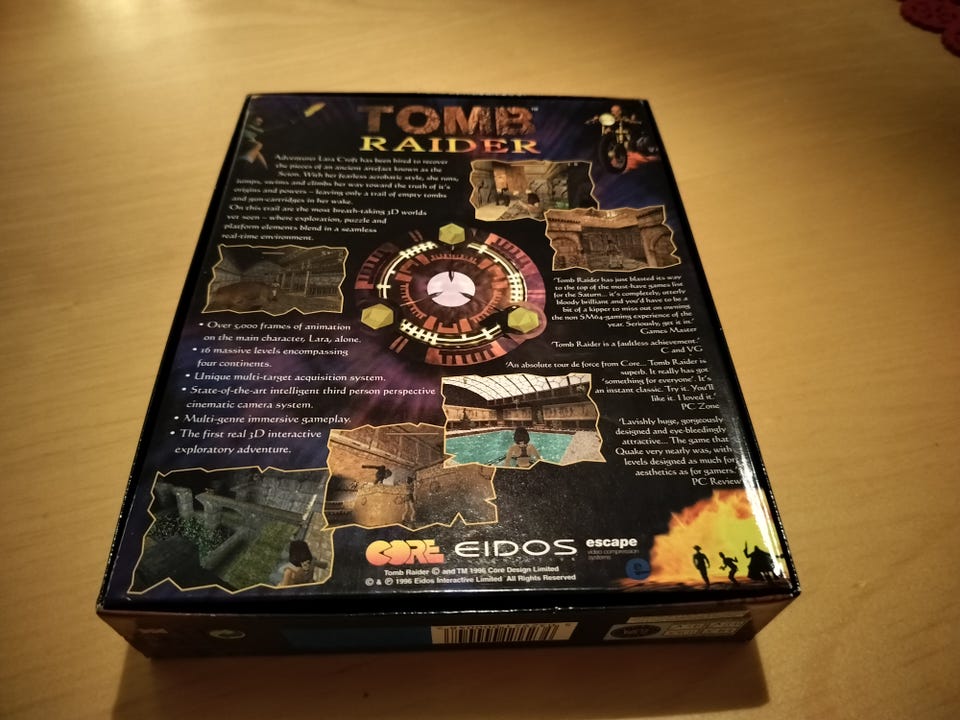 TOMB™
RAIDER
Adventurer Lara Croft has been hired to recover
the pieces of an ancient artefact known as the
Scion. With her fearless acrobatic style, she runs,
jumps, swims and climbs her way toward the truth of it's
origins and powers – leaving only a trail of empty tombs
and gun-cartridges in her wake.
On this trail are the most breath-taking 3D worlds
yet seen – where exploration, puzzle and
platform elements blend in a seamless
real-time environment.
• Over 5,000 frames of animation
on the main character, Lara, alone.
• 16 massive levels encompassing
four continents.
• Unique multi-target acquisition system.
• State-of-the-art intelligent third person perspective
cinematic camera system.
• Multi-genre immersive gameplay.
• The first real 3D interactive
exploratory adventure.
'Tomb Raider has just blasted its way
to the top of the must-have games list
for the Saturn... it's completely, utterly
bloody brilliant and you'd have to be a
bit of a kipper to miss out on owning
the non SM64-gaming experience of the
year. Seriously, get it in.'
Games Master
'Tomb Raider is a faultless achievement.'
C and VG
'An absolute tour de force from Core... Tomb Raider is
superb. It really has got
'something for everyone'. It's
an instant classic. Try it. You'll
like it. I loved it.'
PC Zone
'Lavishly huge, gorgeously
designed and eye-bleedingly
attractive... The game that
Quake very nearly was, with
levels designed as much for
aesthetics as for gamers.'
PC Review
CORE
EIDOS
escape
video compression
systems
e
Tomb Raider © and TM 1996 Core Design Limited
© & ℗ 1996 Eidos Interactive Limited All Rights Reserved